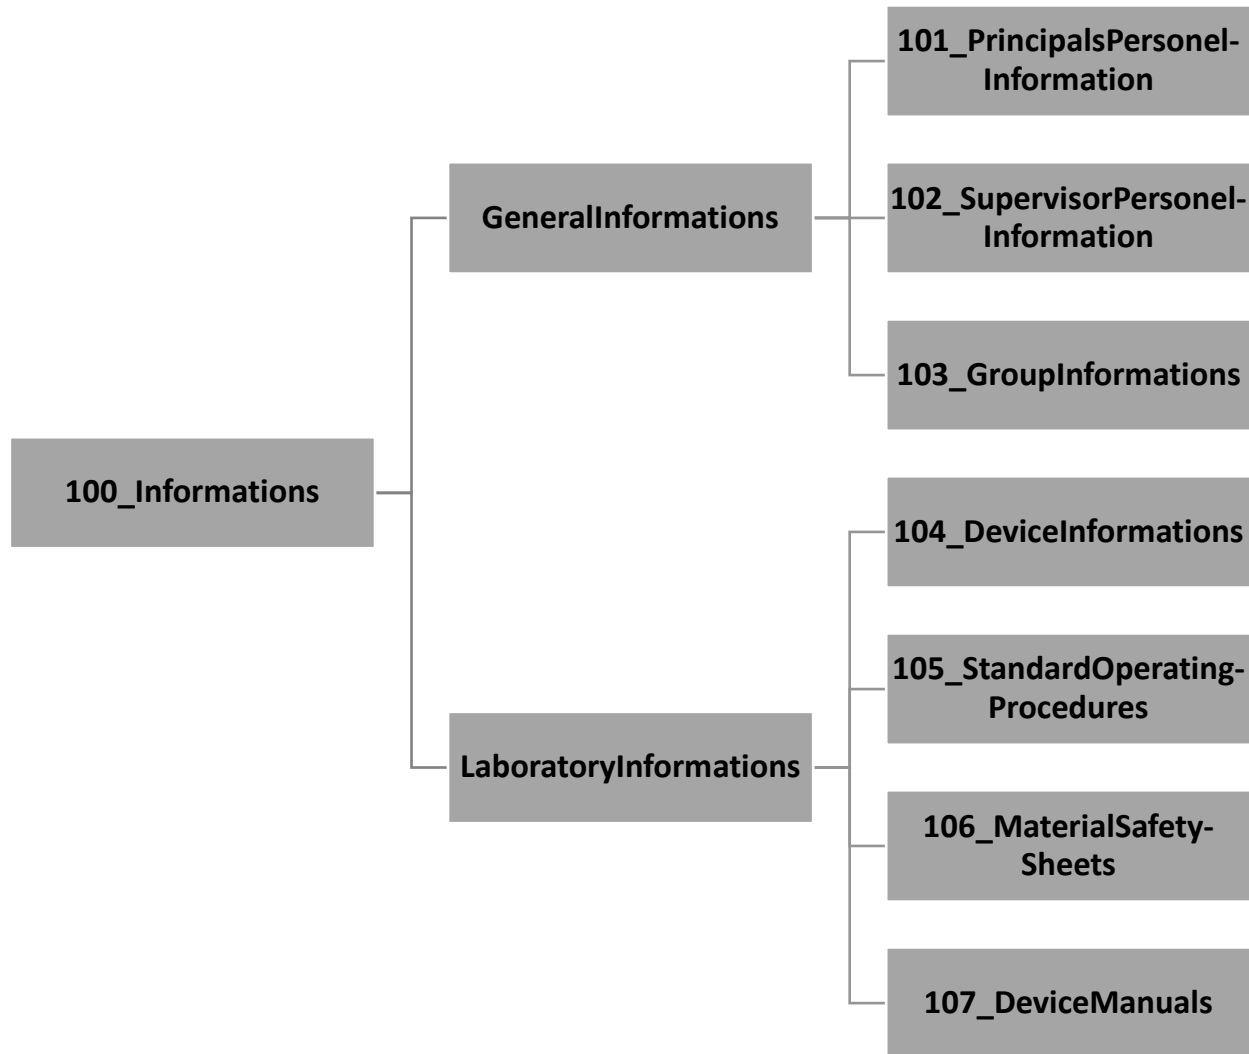 100_Informations
GeneralInformations
101_PrincipalsPersonel-
Information
102_SupervisorPersonel-
Information
103_GroupInformations
LaboratoryInformations
104_DeviceInformations
105_StandardOperating-
Procedures
106_MaterialSafety-
Sheets
107_DeviceManuals